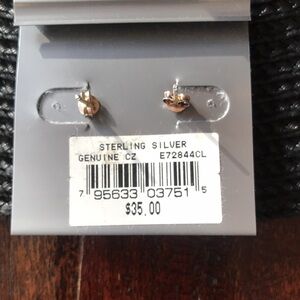 STERLING SILVER
GENUINE CZ E72844CL
7 95633 03751 5
$35.00